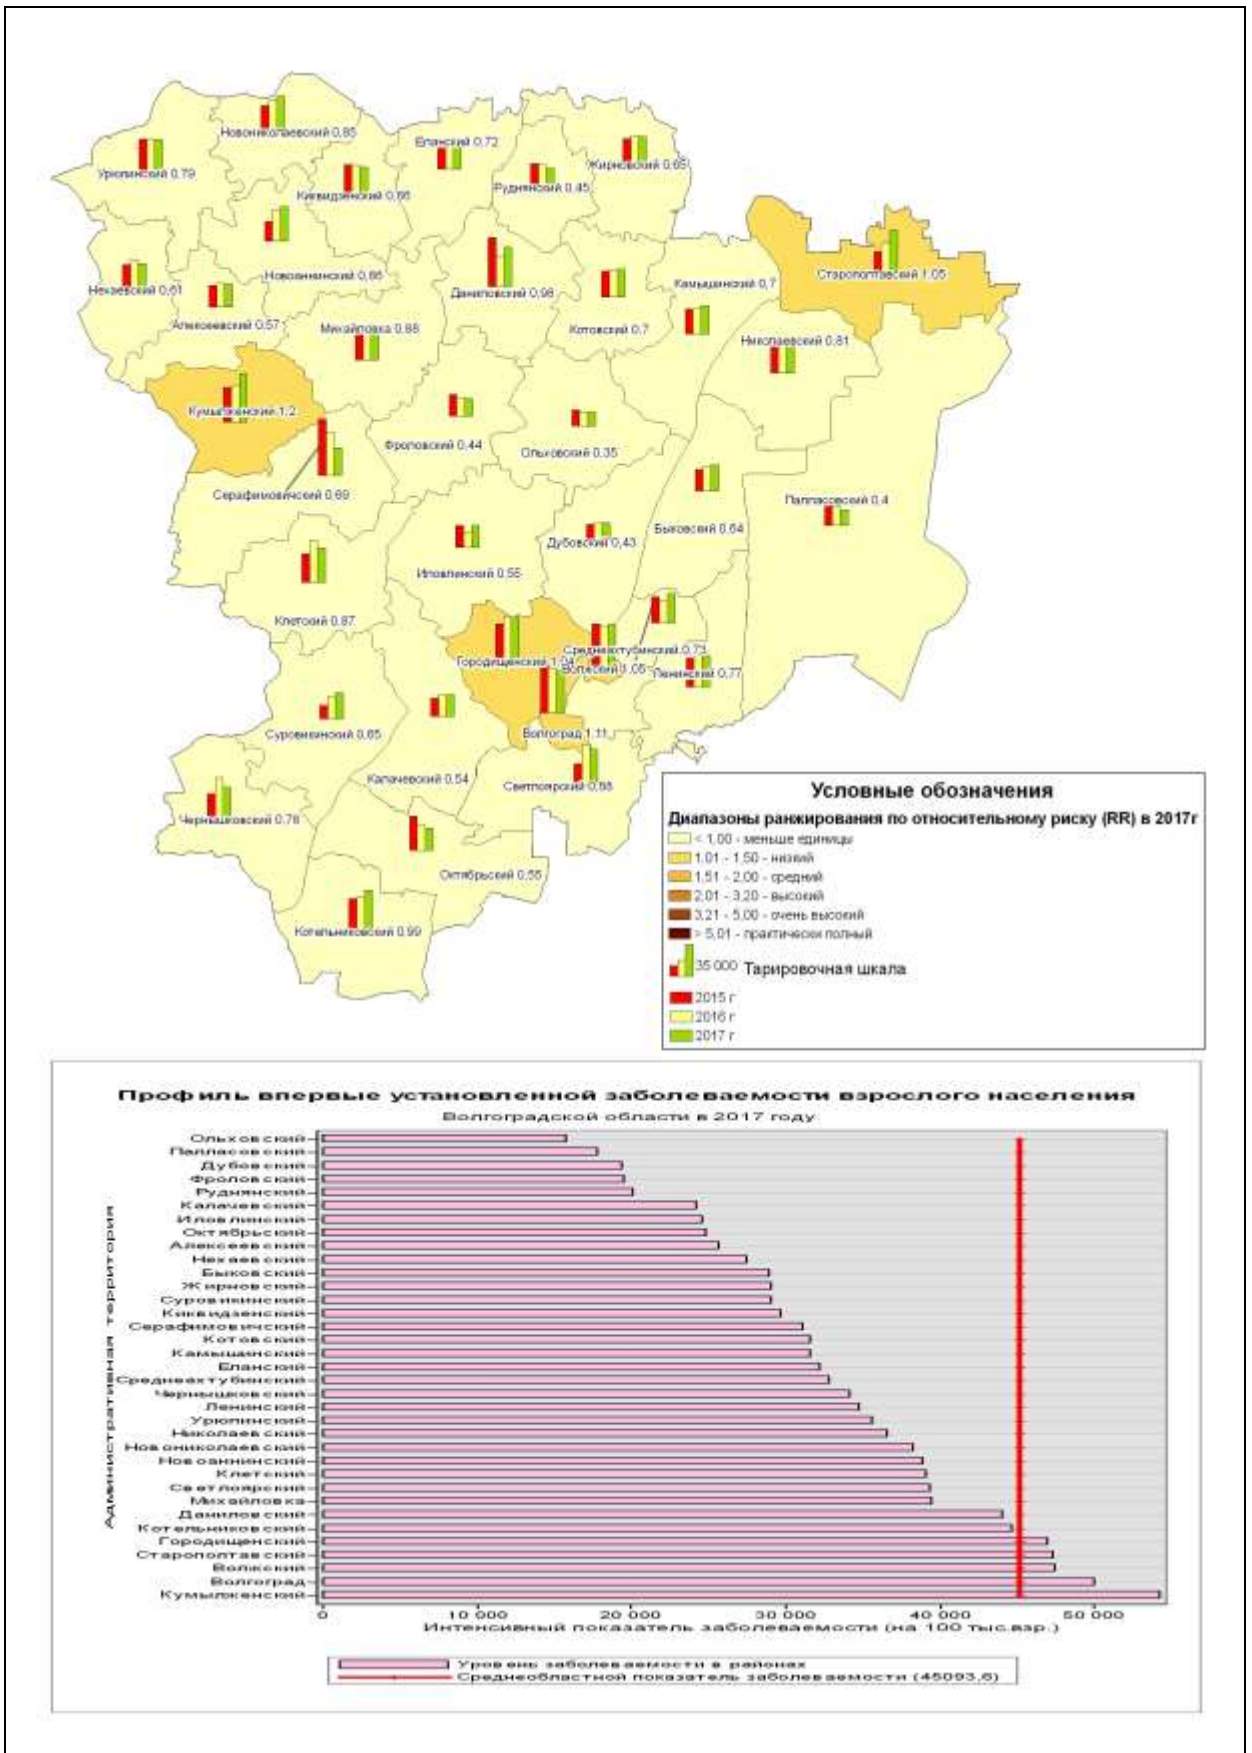 Новониколаевский 0,85
Еланский 0,72
Жирновский 0,65
Урюпинский 0,79
Руднянский 0,45
Киквидзенский 0,66
Старополтавский 1,05
Новоаннинский 0,86
Камышинский 0,7
Нехаевский 0,61
Даниловский 0,98
Алексеевский 0,57
Михайловка 0,88
Котовский 0,7
Николаевский 0,81
Кумылженский 1,2
Фроловский 0,44
Ольховский 0,35
Серафимовичский 0,69
Палласовский 0,4
Быковский 0,64
Дубовский 0,43
Иловлинский 0,55
Клетский 0,87
Среднеахтубинский 0,73
Городищенский 1,04
Волжский 1,05
Ленинский 0,77
Суровикинский 0,65
Волгоград 1,11
Калачевский 0,54
Светлоярский 0,88
Чернышковский 0,76
Октябрьский 0,55
Котельниковский 0,99
Условные обозначения
Диапазоны ранжирования по относительному риску (RR) в 2017г
< 1,00 - меньше единицы
1,01 - 1,50 - низкий
1,51 - 2,00 - средний
2,01 - 3,20 - высокий
3,21 - 5,00 - очень высокий
> 5,01 - практически полный
35 000 Тарировочная шкала
2015 г
2016 г
2017 г
Профиль впервые установленной заболеваемости взрослого населения
Волгоградской области в 2017 году
Административная территория
Ольховский
Палласовский
Дубовский
Фроловский
Руднянский
Калачевский
Иловлинский
Октябрьский
Алексеевский
Нехаевский
Быковский
Жирновский
Суровикинский
Киквидзенский
Серафимовичский
Котовский
Камышинский
Еланский
Среднеахтубинский
Чернышковский
Ленинский
Урюпинский
Николаевский
Новониколаевский
Новоаннинский
Клетский
Светлоярский
Михайловка
Даниловский
Котельниковский
Городищенский
Старополтавский
Волжский
Волгоград
Кумылженский
0 10 000 20 000 30 000 40 000 50 000
Интенсивный показатель заболеваемости (на 100 тыс.взр.)
Уровень заболеваемости в районах
Среднеобластной показатель заболеваемости (45093,6)